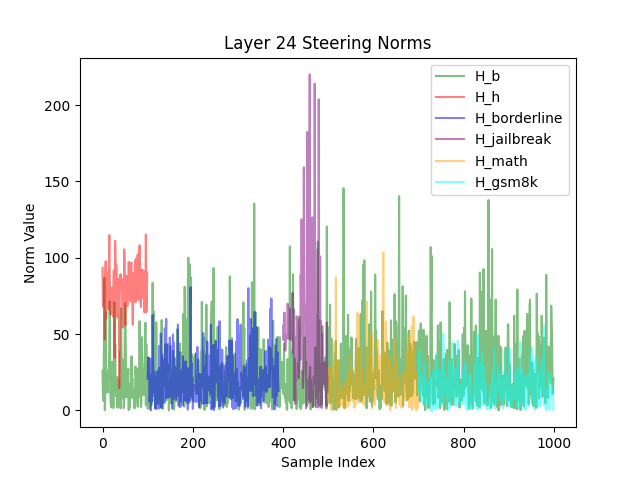 Layer 24 Steering Norms
H_b
H_h
H_borderline
H_jailbreak
H_math
H_gsm8k
Norm Value
200
150
100
50
0
0
200
400
600
800
1000
Sample Index